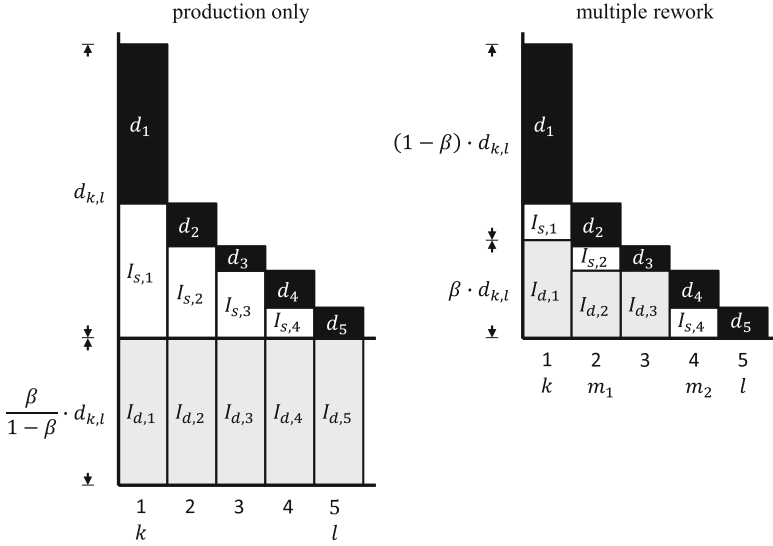 production only
d_1
d_{k,l}
d_2
I_{s,1}
d_3
I_{s,2}
I_{s,3}
d_4
I_{s,4}
d_5
\frac{β}{1 − β} · d_{k,l}
I_{d,1} I_{d,2} I_{d,3} I_{d,4} I_{d,5}
1 2 3 4 5
k l
multiple rework
d_1
(1 − β) · d_{k,l}
I_{s,1}
d_2
I_{s,2}
d_3
β · d_{k,l}
I_{d,1}
I_{d,2}
I_{d,3}
d_4
I_{s,4}
d_5
1 2 3 4 5
k m_1 m_2 l